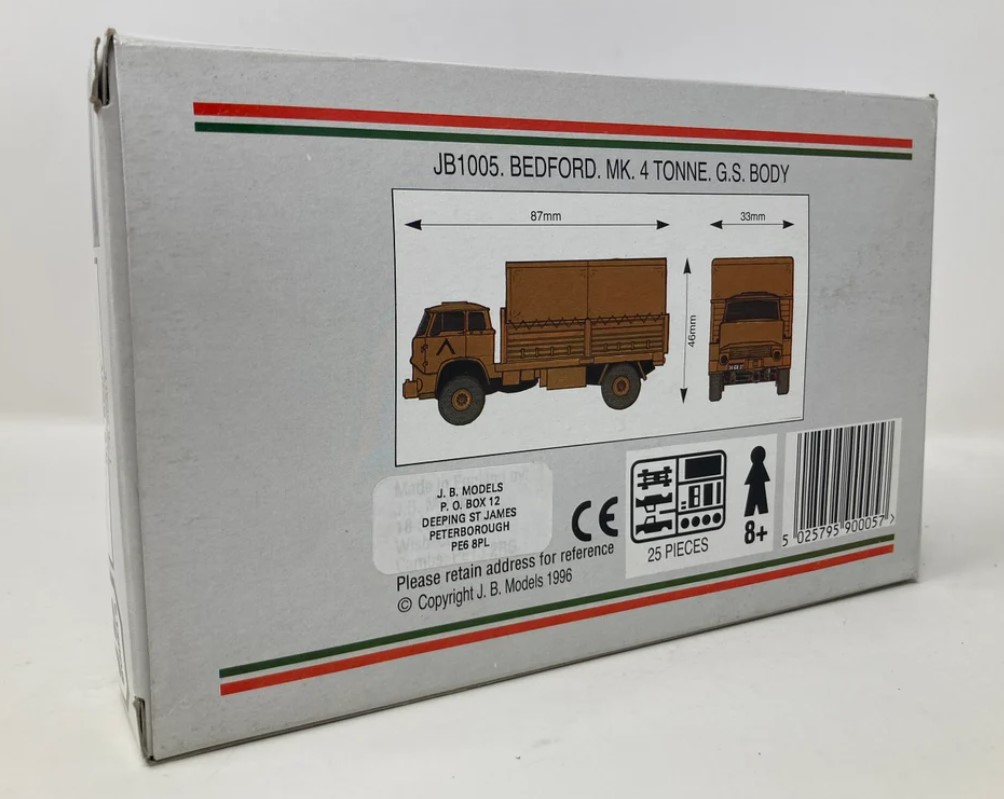 JB1005. BEDFORD. MK. 4 TONNE. G.S. BODY
87mm
33mm
46mm
J. B. MODELS
P. O. BOX 12
DEEPING ST JAMES
PETERBOROUGH
PE6 8PL
Please retain address for reference
© Copyright J. B. Models 1996
CE
25 PIECES
8+
5 025795 900057 >